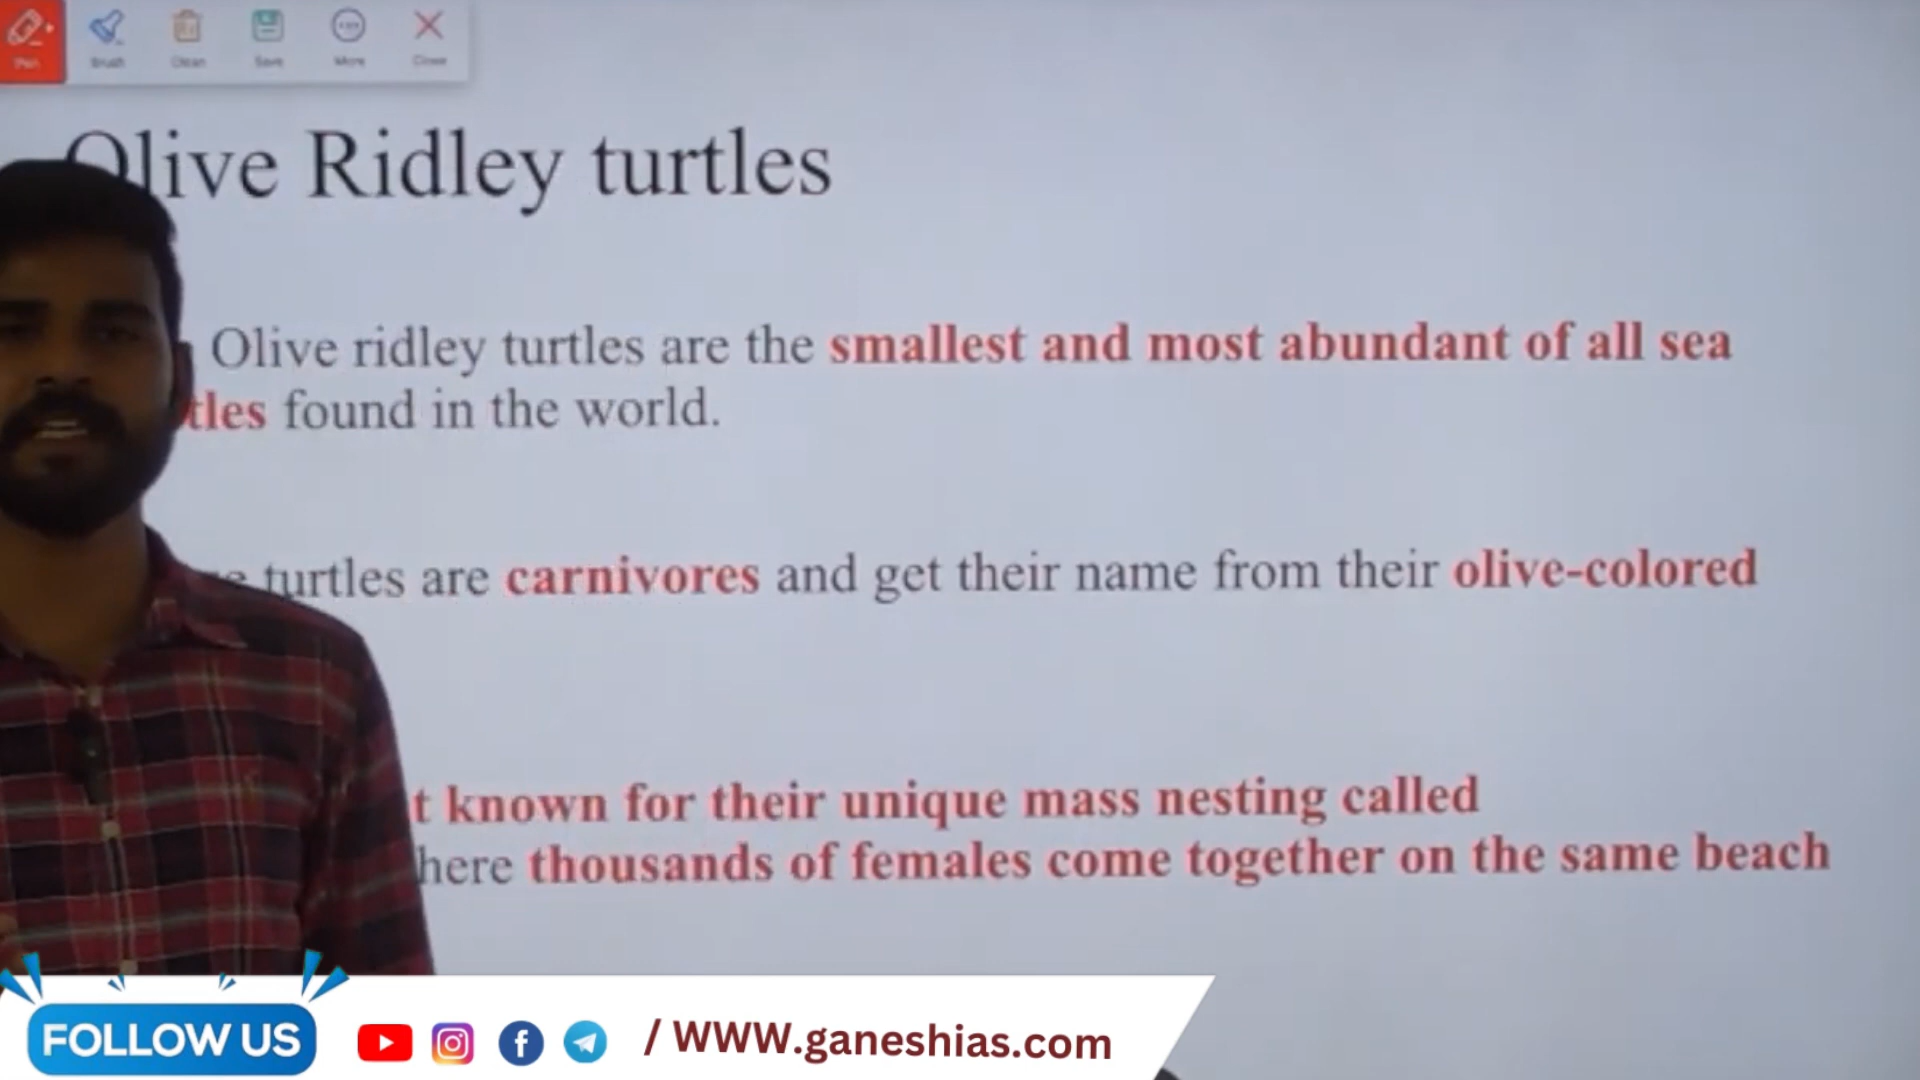 Pen Brush Clean Save More Close
Olive Ridley turtles
Olive ridley turtles are the smallest and most abundant of all sea
tles found in the world.
turtles are carnivores and get their name from their olive-colored
t known for their unique mass nesting called
here thousands of females come together on the same beach
FOLLOW US / WWW.ganeshias.com